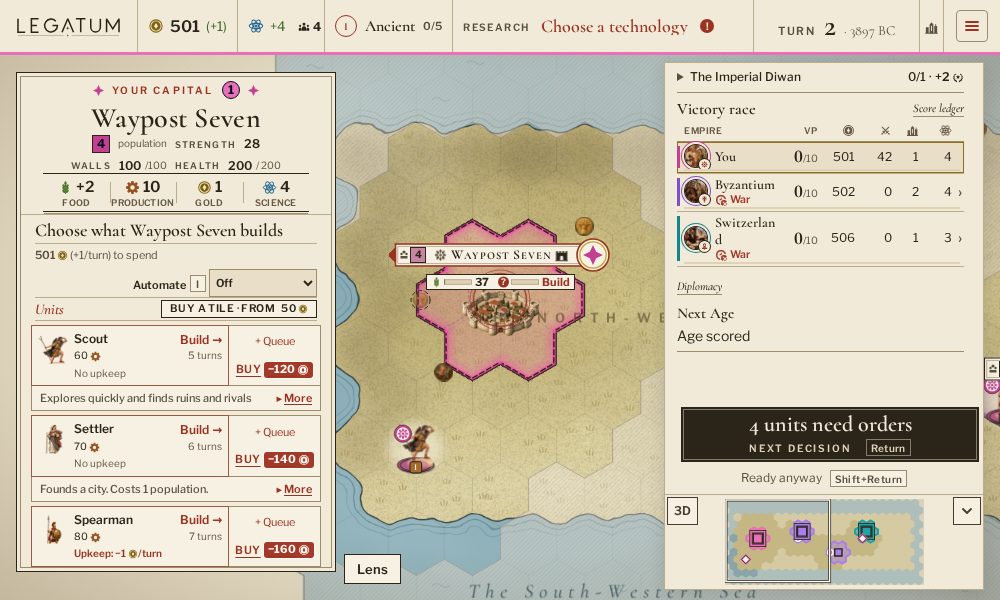 LEGATUM
501 (+1)
+4
4
I Ancient 0/5
RESEARCH Choose a technology !
TURN 2 · 3897 BC
YOUR CAPITAL 1
Waypost Seven
4 population STRENGTH 28
WALLS 100 /100 HEALTH 200 /200
+2 10 1 4
FOOD PRODUCTION GOLD SCIENCE
Choose what Waypost Seven builds
501 (+1/turn) to spend
Automate I Off
Units BUY A TILE · FROM 50
Scout Build → + Queue
60 5 turns
No upkeep BUY −120
Explores quickly and finds ruins and rivals ▸ More
Settler Build → + Queue
70 6 turns
No upkeep BUY −140
Founds a city. Costs 1 population. ▸ More
Spearman Build → + Queue
80 7 turns
Upkeep: −1 /turn BUY −160
4 Waypost Seven
37 ? Build
NORTH-WE
I
Lens
The South-Western Sea
The Imperial Diwan 0/1 · +2
Victory race Score ledger
EMPIRE VP
You 0/10 501 42 1 4
Byzantium 0/10 502 0 2 4 ›
War
Switzerlan
d 0/10 506 0 1 3 ›
War
Diplomacy
Next Age
Age scored
4 units need orders
NEXT DECISION Return
Ready anyway Shift+Return
3D